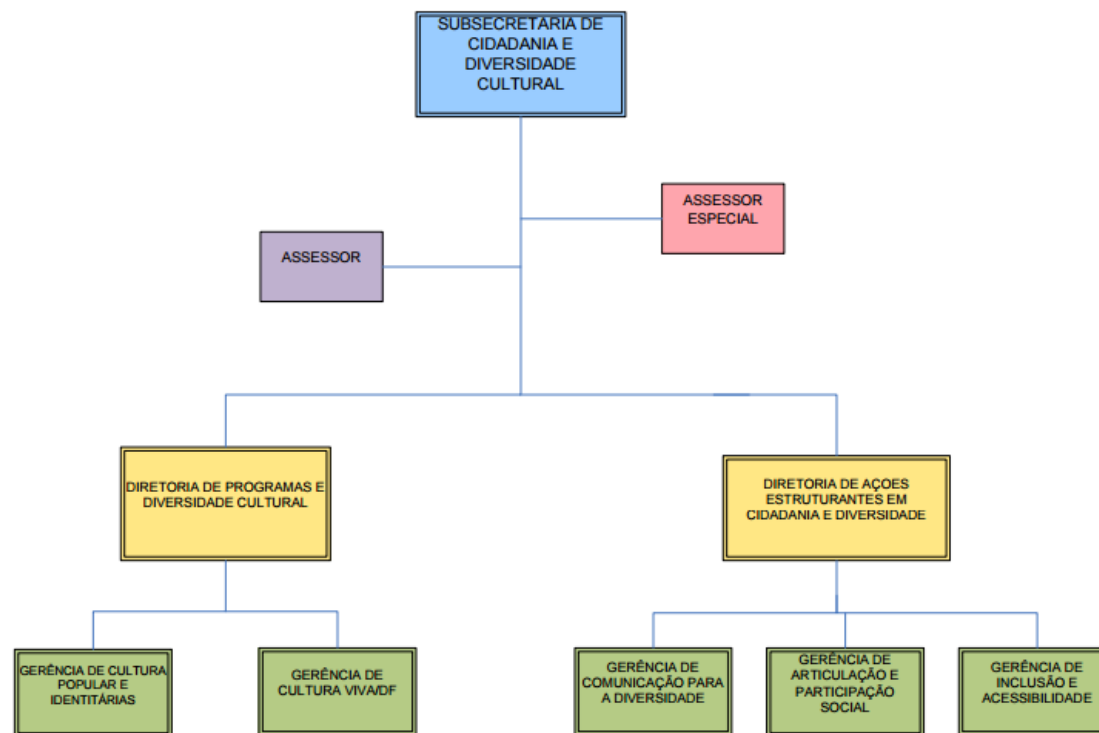 SUBSECRETARIA DE
CIDADANIA E
DIVERSIDADE
CULTURAL
ASSESSOR
ESPECIAL
ASSESSOR
DIRETORIA DE PROGRAMAS E
DIVERSIDADE CULTURAL
DIRETORIA DE AÇOES
ESTRUTURANTES EM
CIDADANIA E DIVERSIDADE
GERÊNCIA DE CULTURA
POPULAR E
IDENTITÁRIAS
GERÊNCIA DE
CULTURA VIVA/DF
GERÊNCIA DE
COMUNICAÇÃO PARA
A DIVERSIDADE
GERÊNCIA DE
ARTICULAÇÃO E
PARTICIPAÇÃO
SOCIAL
GERÊNCIA DE
INCLUSÃO E
ACESSIBILIDADE